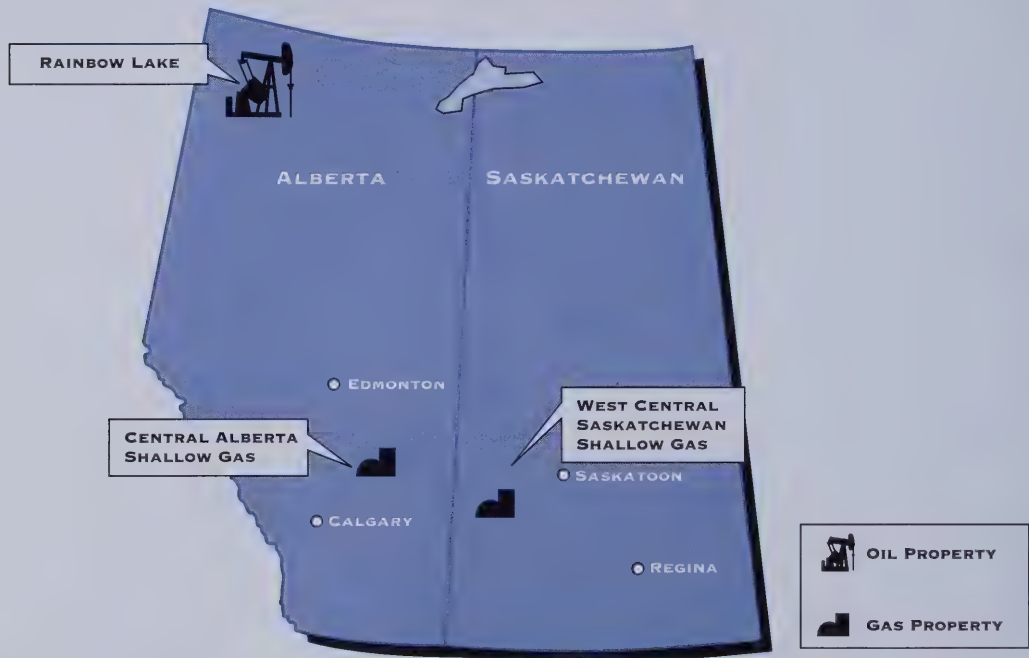 RAINBOW LAKE
ALBERTA
SASKATCHEWAN
EDMONTON
CENTRAL ALBERTA
SHALLOW GAS
WEST CENTRAL
SASKATCHEWAN
SHALLOW GAS
SASKATOON
CALGARY
REGINA
OIL PROPERTY
GAS PROPERTY